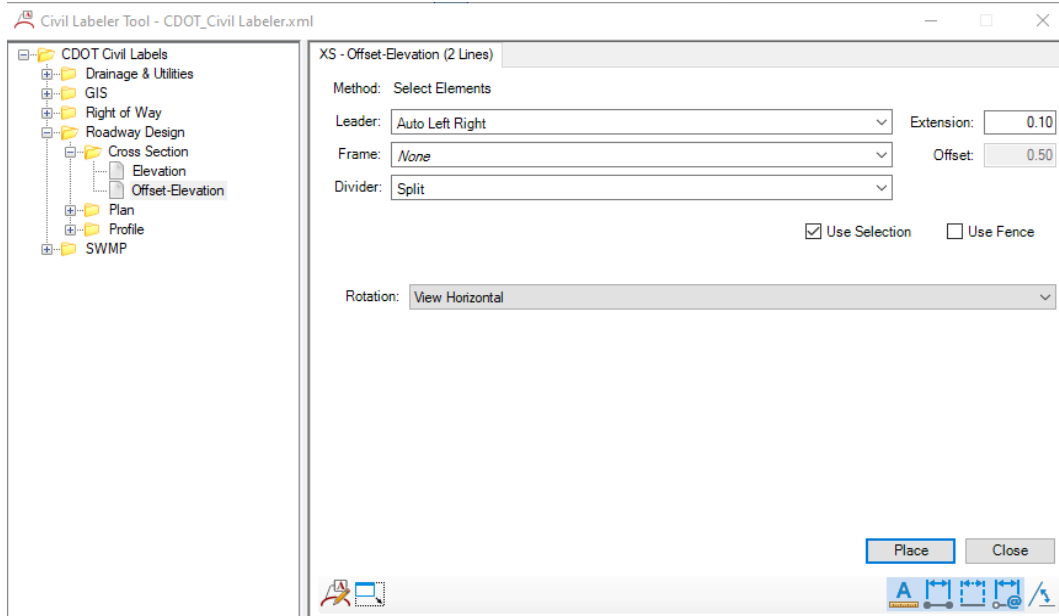 Civil Labeler Tool - CDOT_Civil Labeler.xml
CDOT Civil Labels
Drainage & Utilities
GIS
Right of Way
Roadway Design
Cross Section
Elevation
Offset-Elevation
Plan
Profile
SWMP
XS - Offset-Elevation (2 Lines)
Method: Select Elements
Leader: Auto Left Right Extension: 0.10
Frame: None Offset: 0.50
Divider: Split
Use Selection Use Fence
Rotation: View Horizontal
Place Close